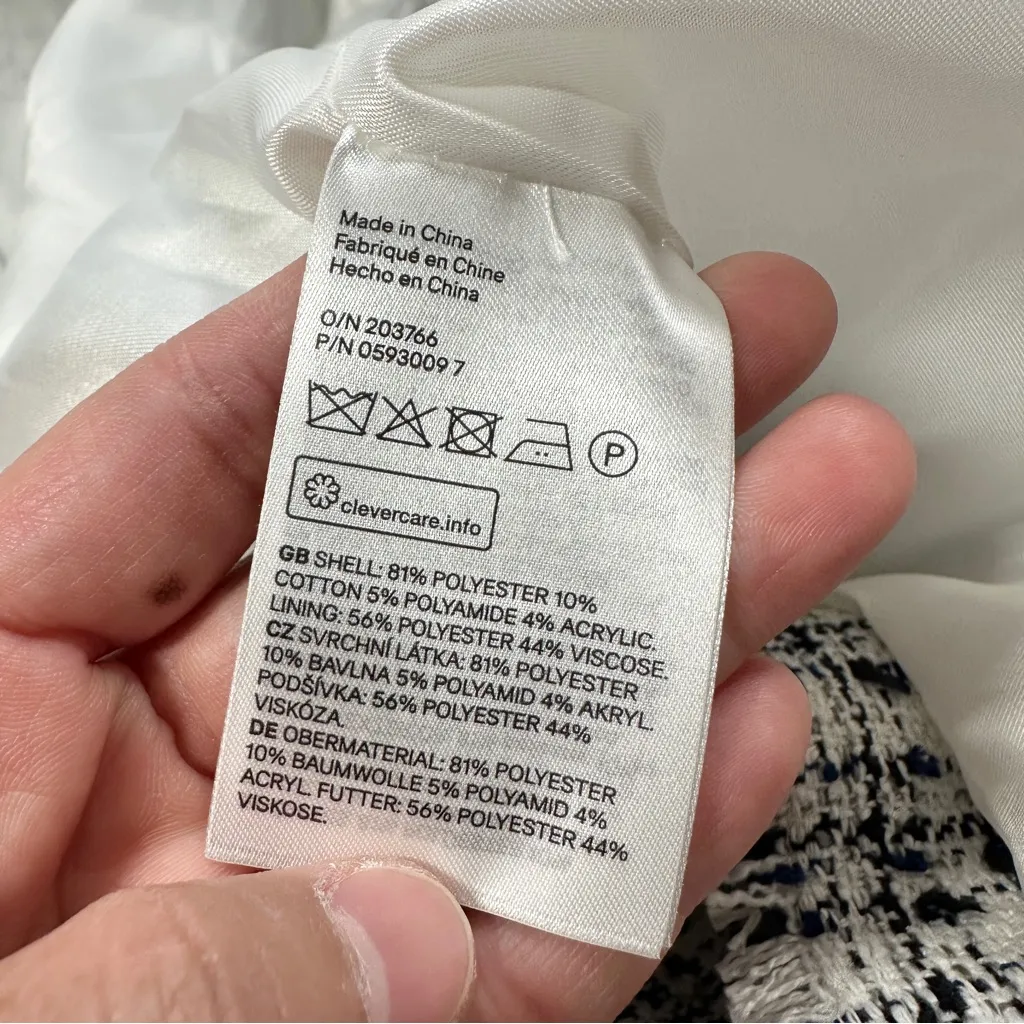 Made in China
Fabriqué en Chine
Hecho en China
O/N 203766
P/N 0593009 7
P
clevercare.info
GB SHELL: 81% POLYESTER 10%
COTTON 5% POLYAMIDE 4% ACRYLIC.
LINING: 56% POLYESTER 44% VISCOSE.
CZ SVRCHNÍ LÁTKA: 81% POLYESTER
10% BAVLNA 5% POLYAMID 4% AKRYL.
PODŠÍVKA: 56% POLYESTER 44%
VISKÓZA.
DE OBERMATERIAL: 81% POLYESTER
10% BAUMWOLLE 5% POLYAMID 4%
ACRYL. FUTTER: 56% POLYESTER 44%
VISKOSE.